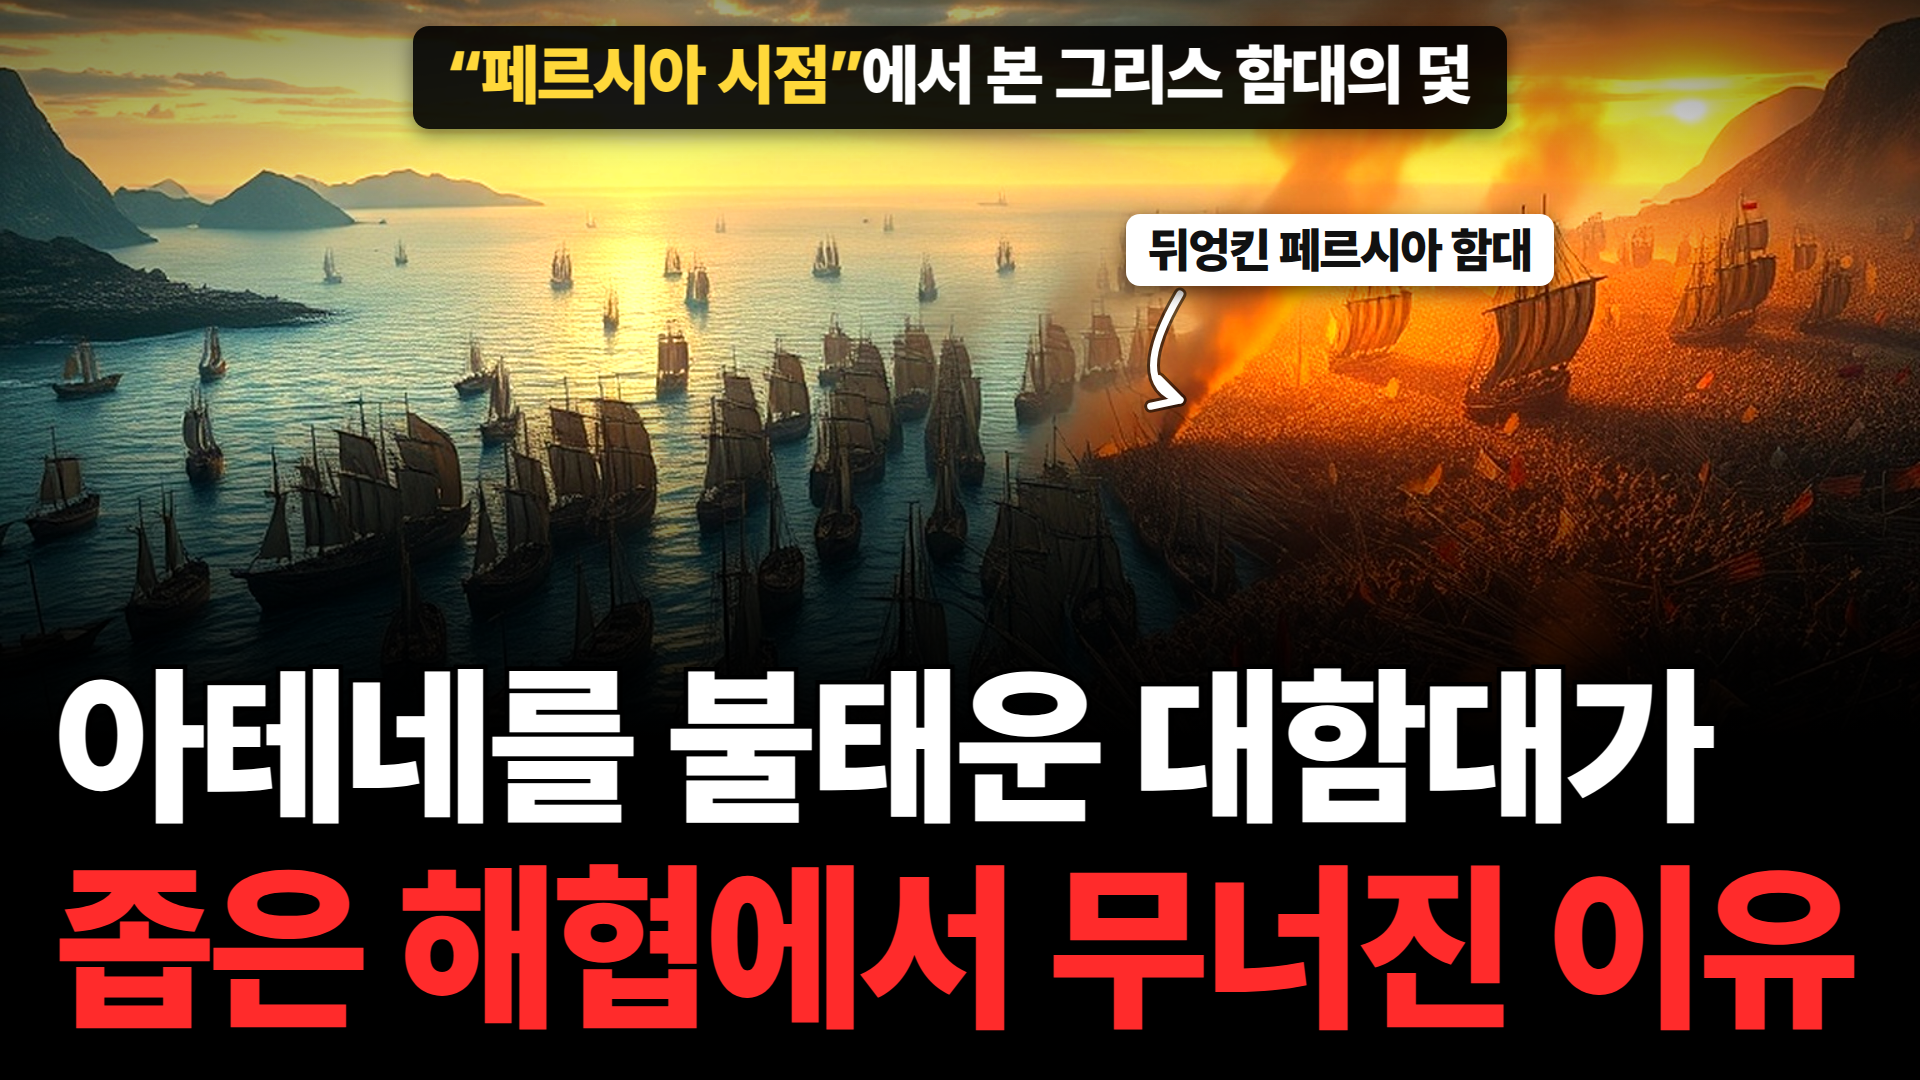 “페르시아 시점”에서 본 그리스 함대의 덫
뒤엉킨 페르시아 함대
아테네를 불태운 대함대가
좁은 해협에서 무너진 이유